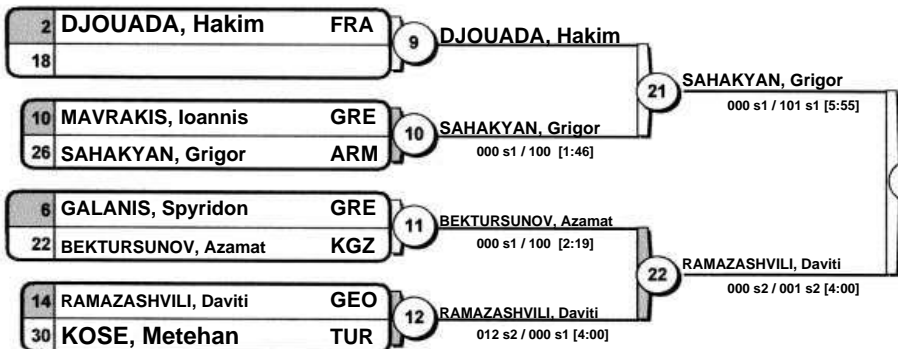 2 DJOUADA, Hakim FRA
18
9
DJOUADA, Hakim
10 MAVRAKIS, Ioannis GRE
26 SAHAKYAN, Grigor ARM
10
SAHAKYAN, Grigor
000 s1 / 100 [1:46]
21
SAHAKYAN, Grigor
000 s1 / 101 s1 [5:55]
6 GALANIS, Spyridon GRE
22 BEKTURSUNOV, Azamat KGZ
11
BEKTURSUNOV, Azamat
000 s1 / 100 [2:19]
14 RAMAZASHVILI, Daviti GEO
30 KOSE, Metehan TUR
12
RAMAZASHVILI, Daviti
012 s2 / 000 s1 [4:00]
22
RAMAZASHVILI, Daviti
000 s2 / 001 s2 [4:00]